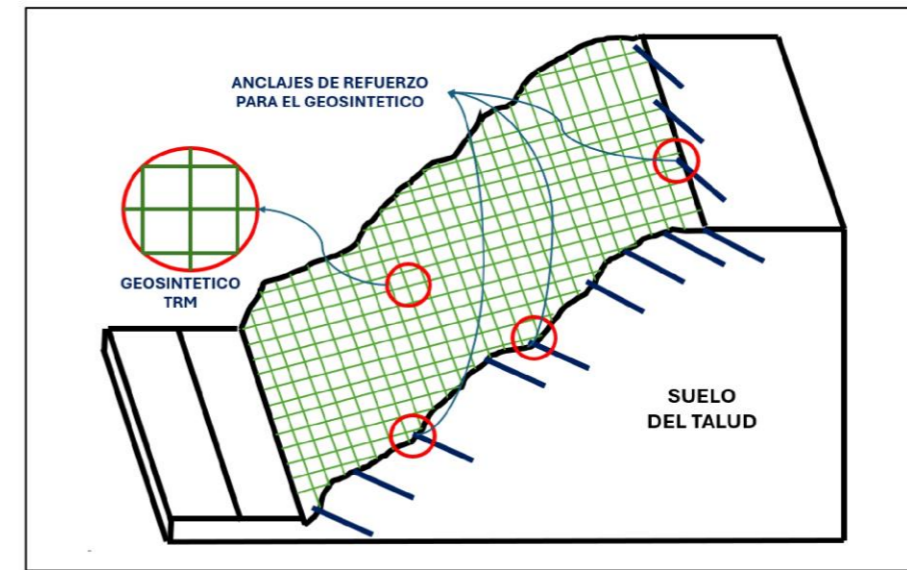 ANCLAJES DE REFUERZO
PARA EL GEOSINTETICO
GEOSINTETICO
TRM
SUELO
DEL TALUD